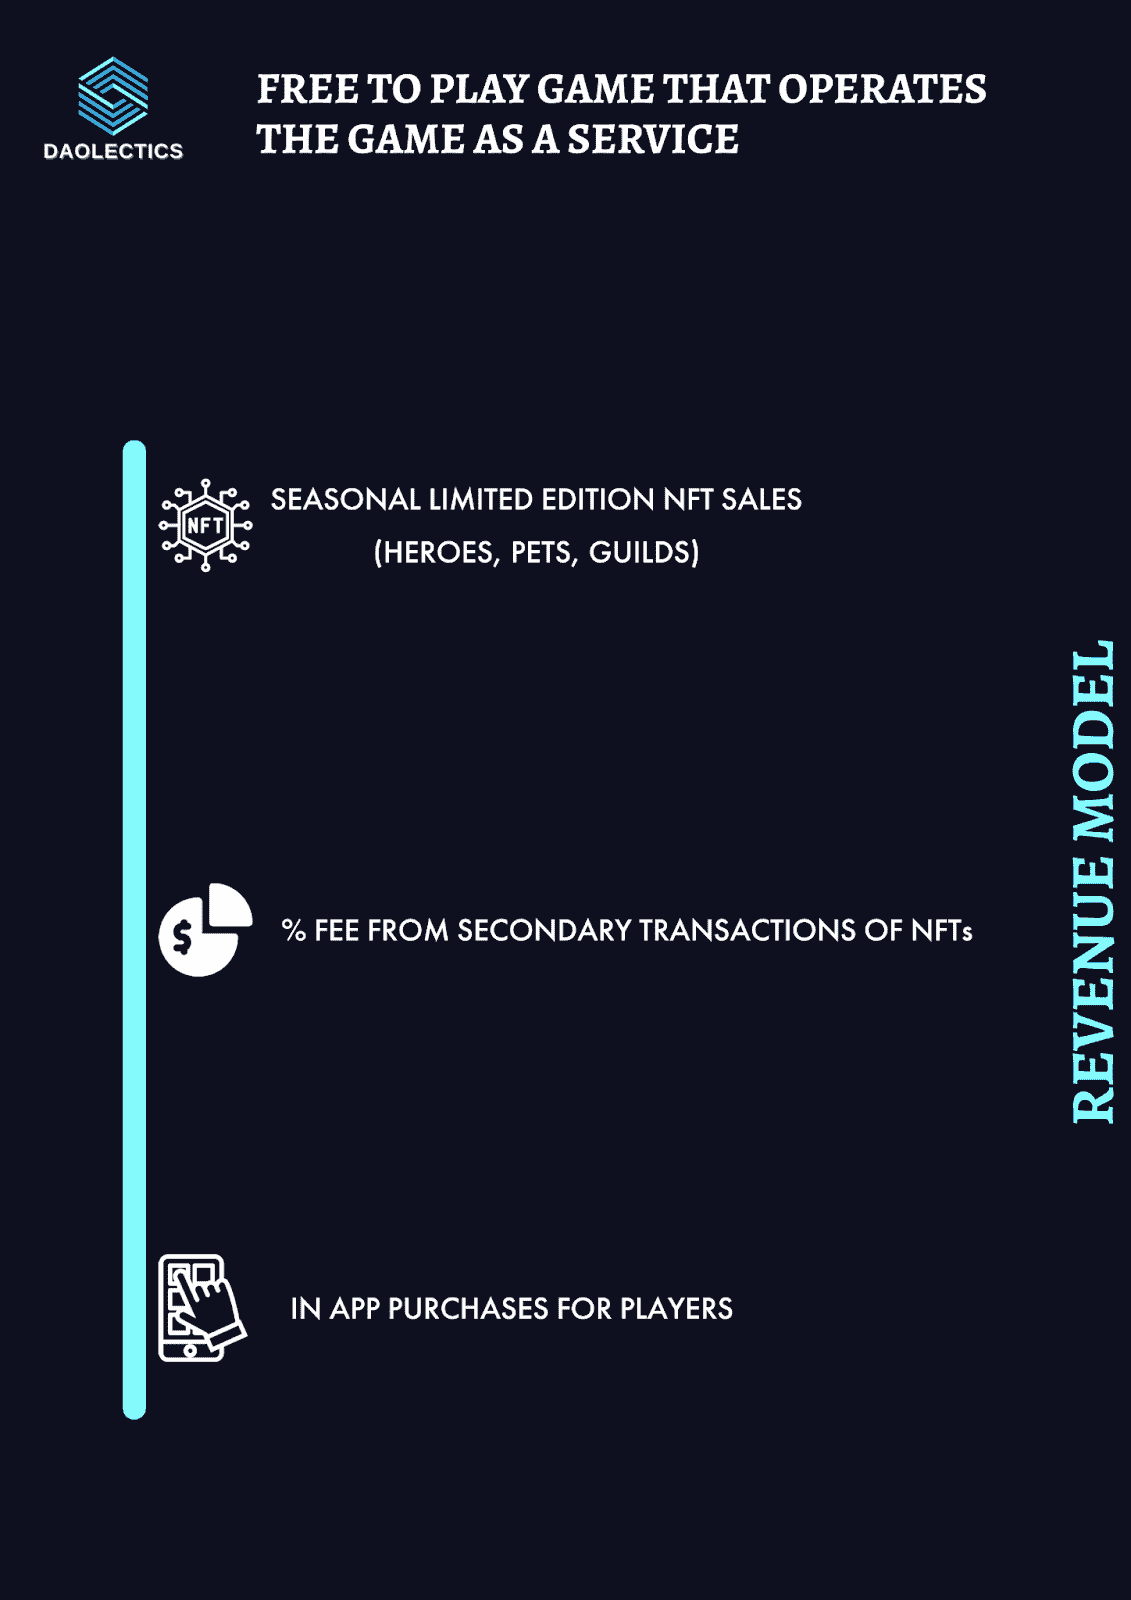 DAOLECTICS
FREE TO PLAY GAME THAT OPERATES
THE GAME AS A SERVICE
NFT
SEASONAL LIMITED EDITION NFT SALES
(HEROES, PETS, GUILDS)
$
% FEE FROM SECONDARY TRANSACTIONS OF NFTs
IN APP PURCHASES FOR PLAYERS
REVENUE MODEL